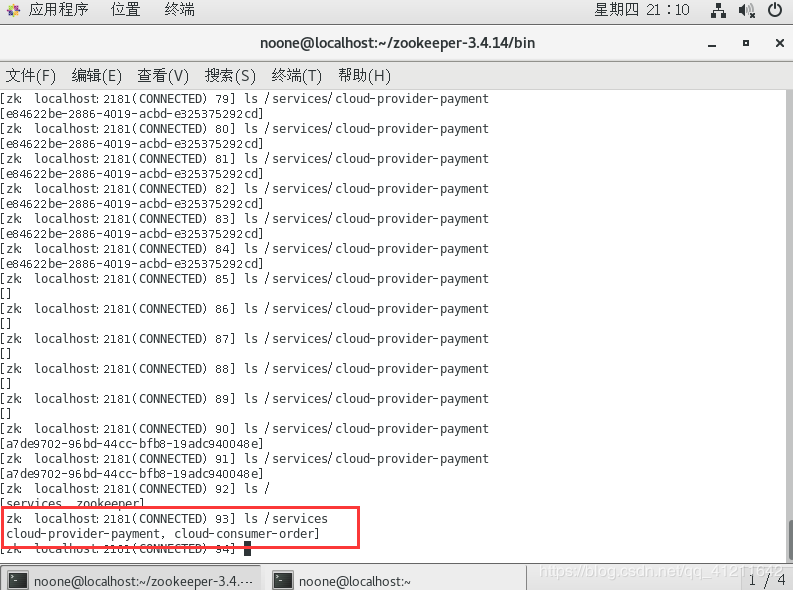 应用程序 位置 终端 星期四 21：10
noone@localhost:~/zookeeper-3.4.14/bin
文件(F) 编辑(E) 查看(V) 搜索(S) 终端(T) 帮助(H)
[zk: localhost:2181(CONNECTED) 79] ls /services/cloud-provider-payment
[e84622be-2886-4019-acbd-e325375292cd]
[zk: localhost:2181(CONNECTED) 80] ls /services/cloud-provider-payment
[e84622be-2886-4019-acbd-e325375292cd]
[zk: localhost:2181(CONNECTED) 81] ls /services/cloud-provider-payment
[e84622be-2886-4019-acbd-e325375292cd]
[zk: localhost:2181(CONNECTED) 82] ls /services/cloud-provider-payment
[e84622be-2886-4019-acbd-e325375292cd]
[zk: localhost:2181(CONNECTED) 83] ls /services/cloud-provider-payment
[e84622be-2886-4019-acbd-e325375292cd]
[zk: localhost:2181(CONNECTED) 84] ls /services/cloud-provider-payment
[e84622be-2886-4019-acbd-e325375292cd]
[zk: localhost:2181(CONNECTED) 85] ls /services/cloud-provider-payment
[]
[zk: localhost:2181(CONNECTED) 86] ls /services/cloud-provider-payment
[]
[zk: localhost:2181(CONNECTED) 87] ls /services/cloud-provider-payment
[]
[zk: localhost:2181(CONNECTED) 88] ls /services/cloud-provider-payment
[]
[zk: localhost:2181(CONNECTED) 89] ls /services/cloud-provider-payment
[]
[zk: localhost:2181(CONNECTED) 90] ls /services/cloud-provider-payment
[a7de9702-96bd-44cc-bfb8-19adc940048e]
[zk: localhost:2181(CONNECTED) 91] ls /services/cloud-provider-payment
[a7de9702-96bd-44cc-bfb8-19adc940048e]
[zk: localhost:2181(CONNECTED) 92] ls /
[services, zookeeper]
zk: localhost:2181(CONNECTED) 93] ls /services
cloud-provider-payment, cloud-consumer-order]
[zk: localhost:2181(CONNECTED) 94]
noone@localhost:~/zookeeper-3.4.··· noone@localhost:~ 1 / 4